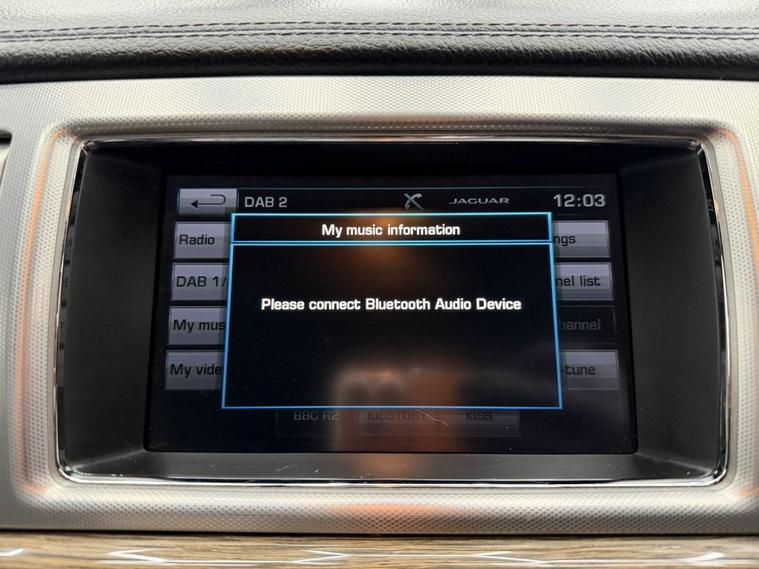 DAB 2
JAGUAR
12:03
My music information
Please connect Bluetooth Audio Device
Radio
DAB 1/
My mus
My vide
ngs
nel list
hannel
-tune
BBC R2
KISSTORY
KISS